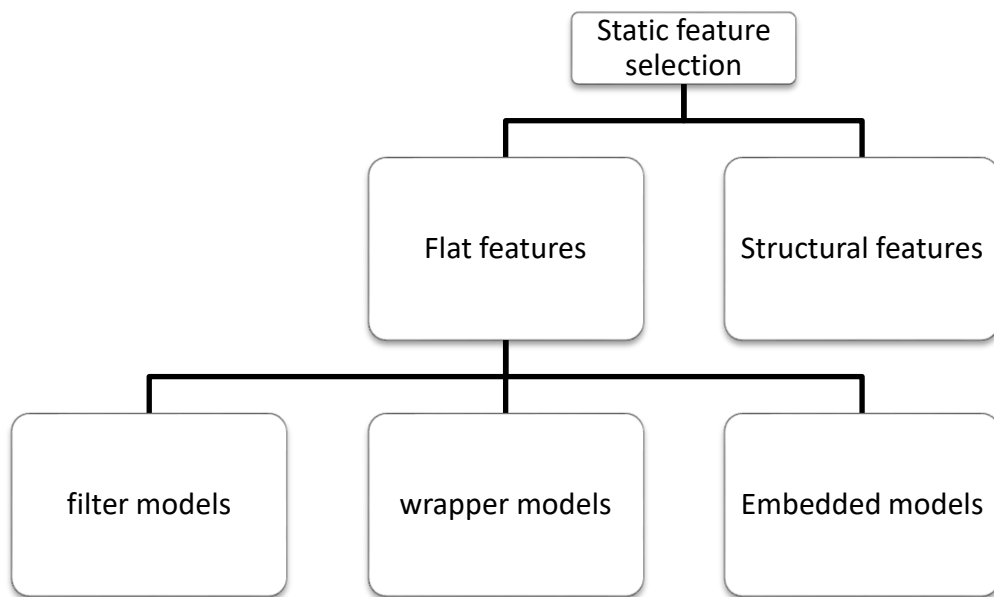 Static feature
selection
Flat features
Structural features
filter models
wrapper models
Embedded models